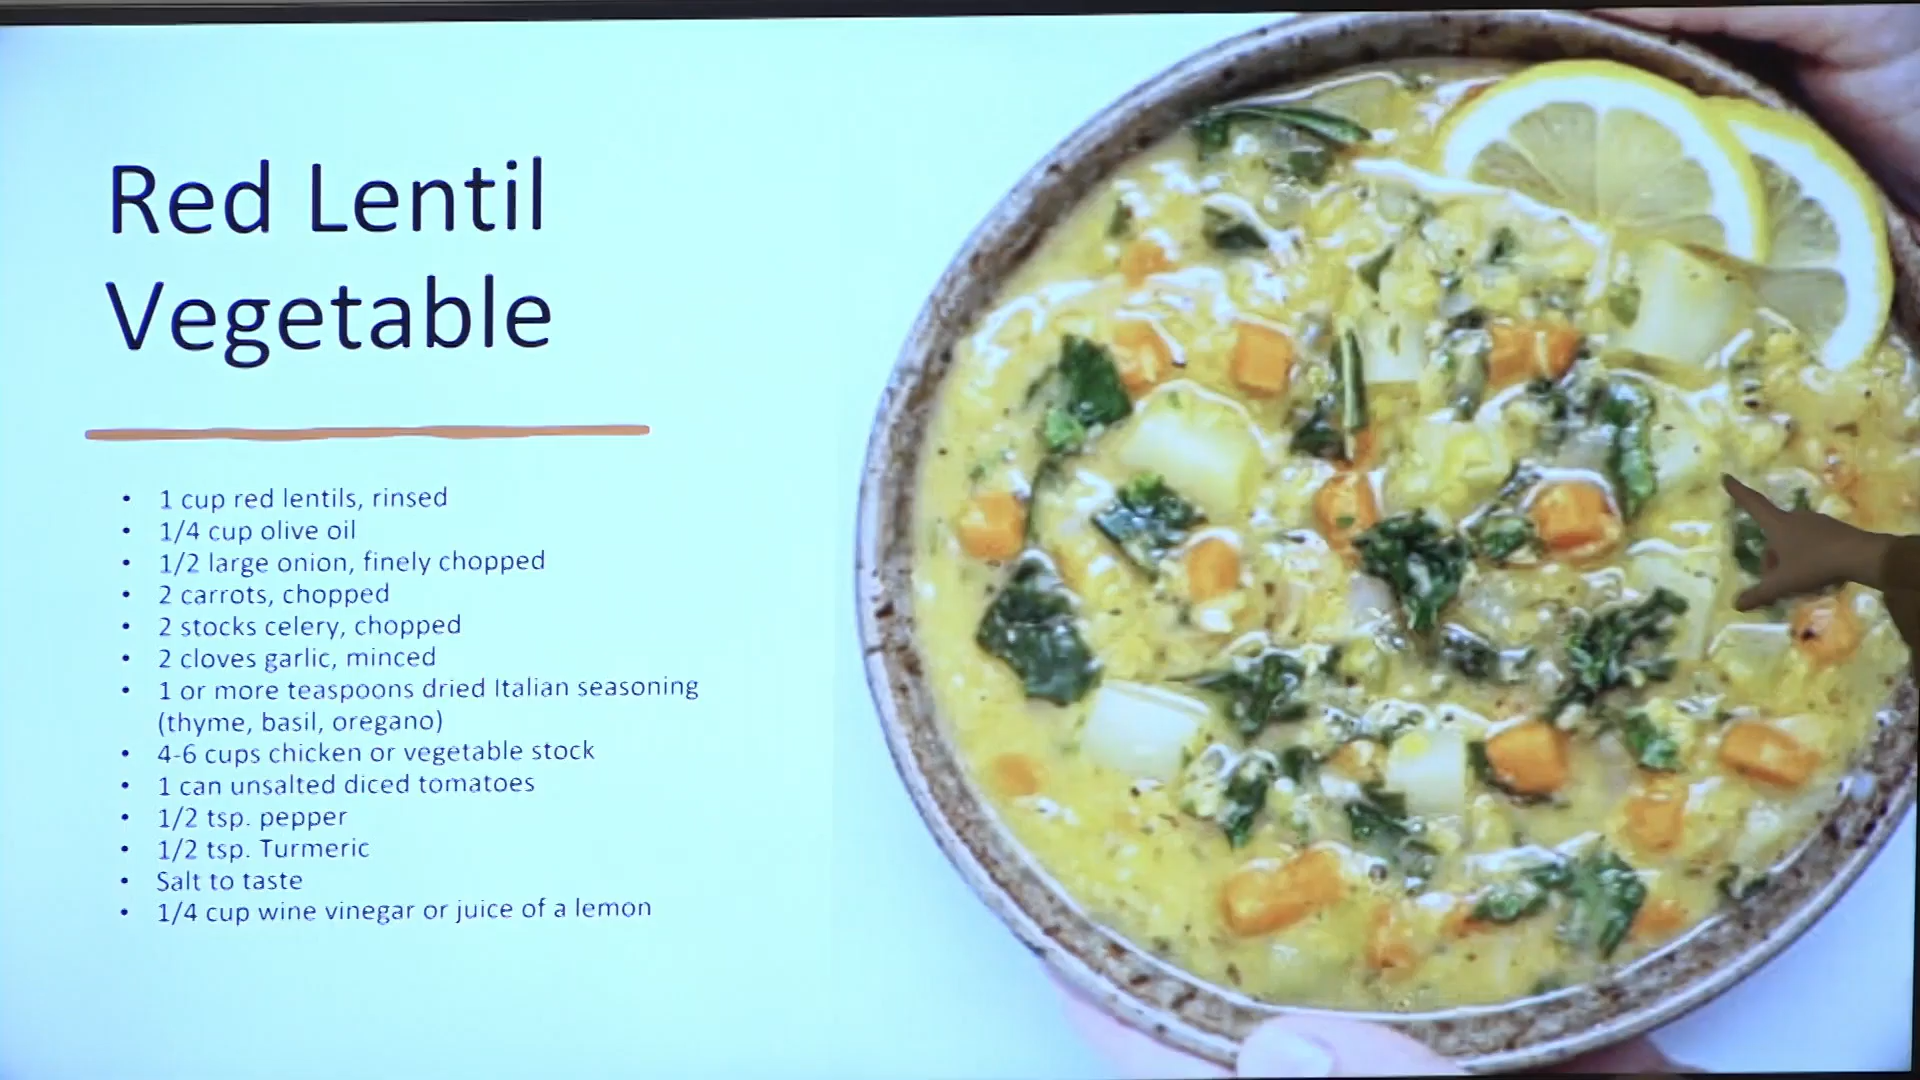 Red Lentil
Vegetable
• 1 cup red lentils, rinsed
• 1/4 cup olive oil
• 1/2 large onion, finely chopped
• 2 carrots, chopped
• 2 stocks celery, chopped
• 2 cloves garlic, minced
• 1 or more teaspoons dried Italian seasoning
(thyme, basil, oregano)
• 4-6 cups chicken or vegetable stock
• 1 can unsalted diced tomatoes
• 1/2 tsp. pepper
• 1/2 tsp. Turmeric
• Salt to taste
• 1/4 cup wine vinegar or juice of a lemon